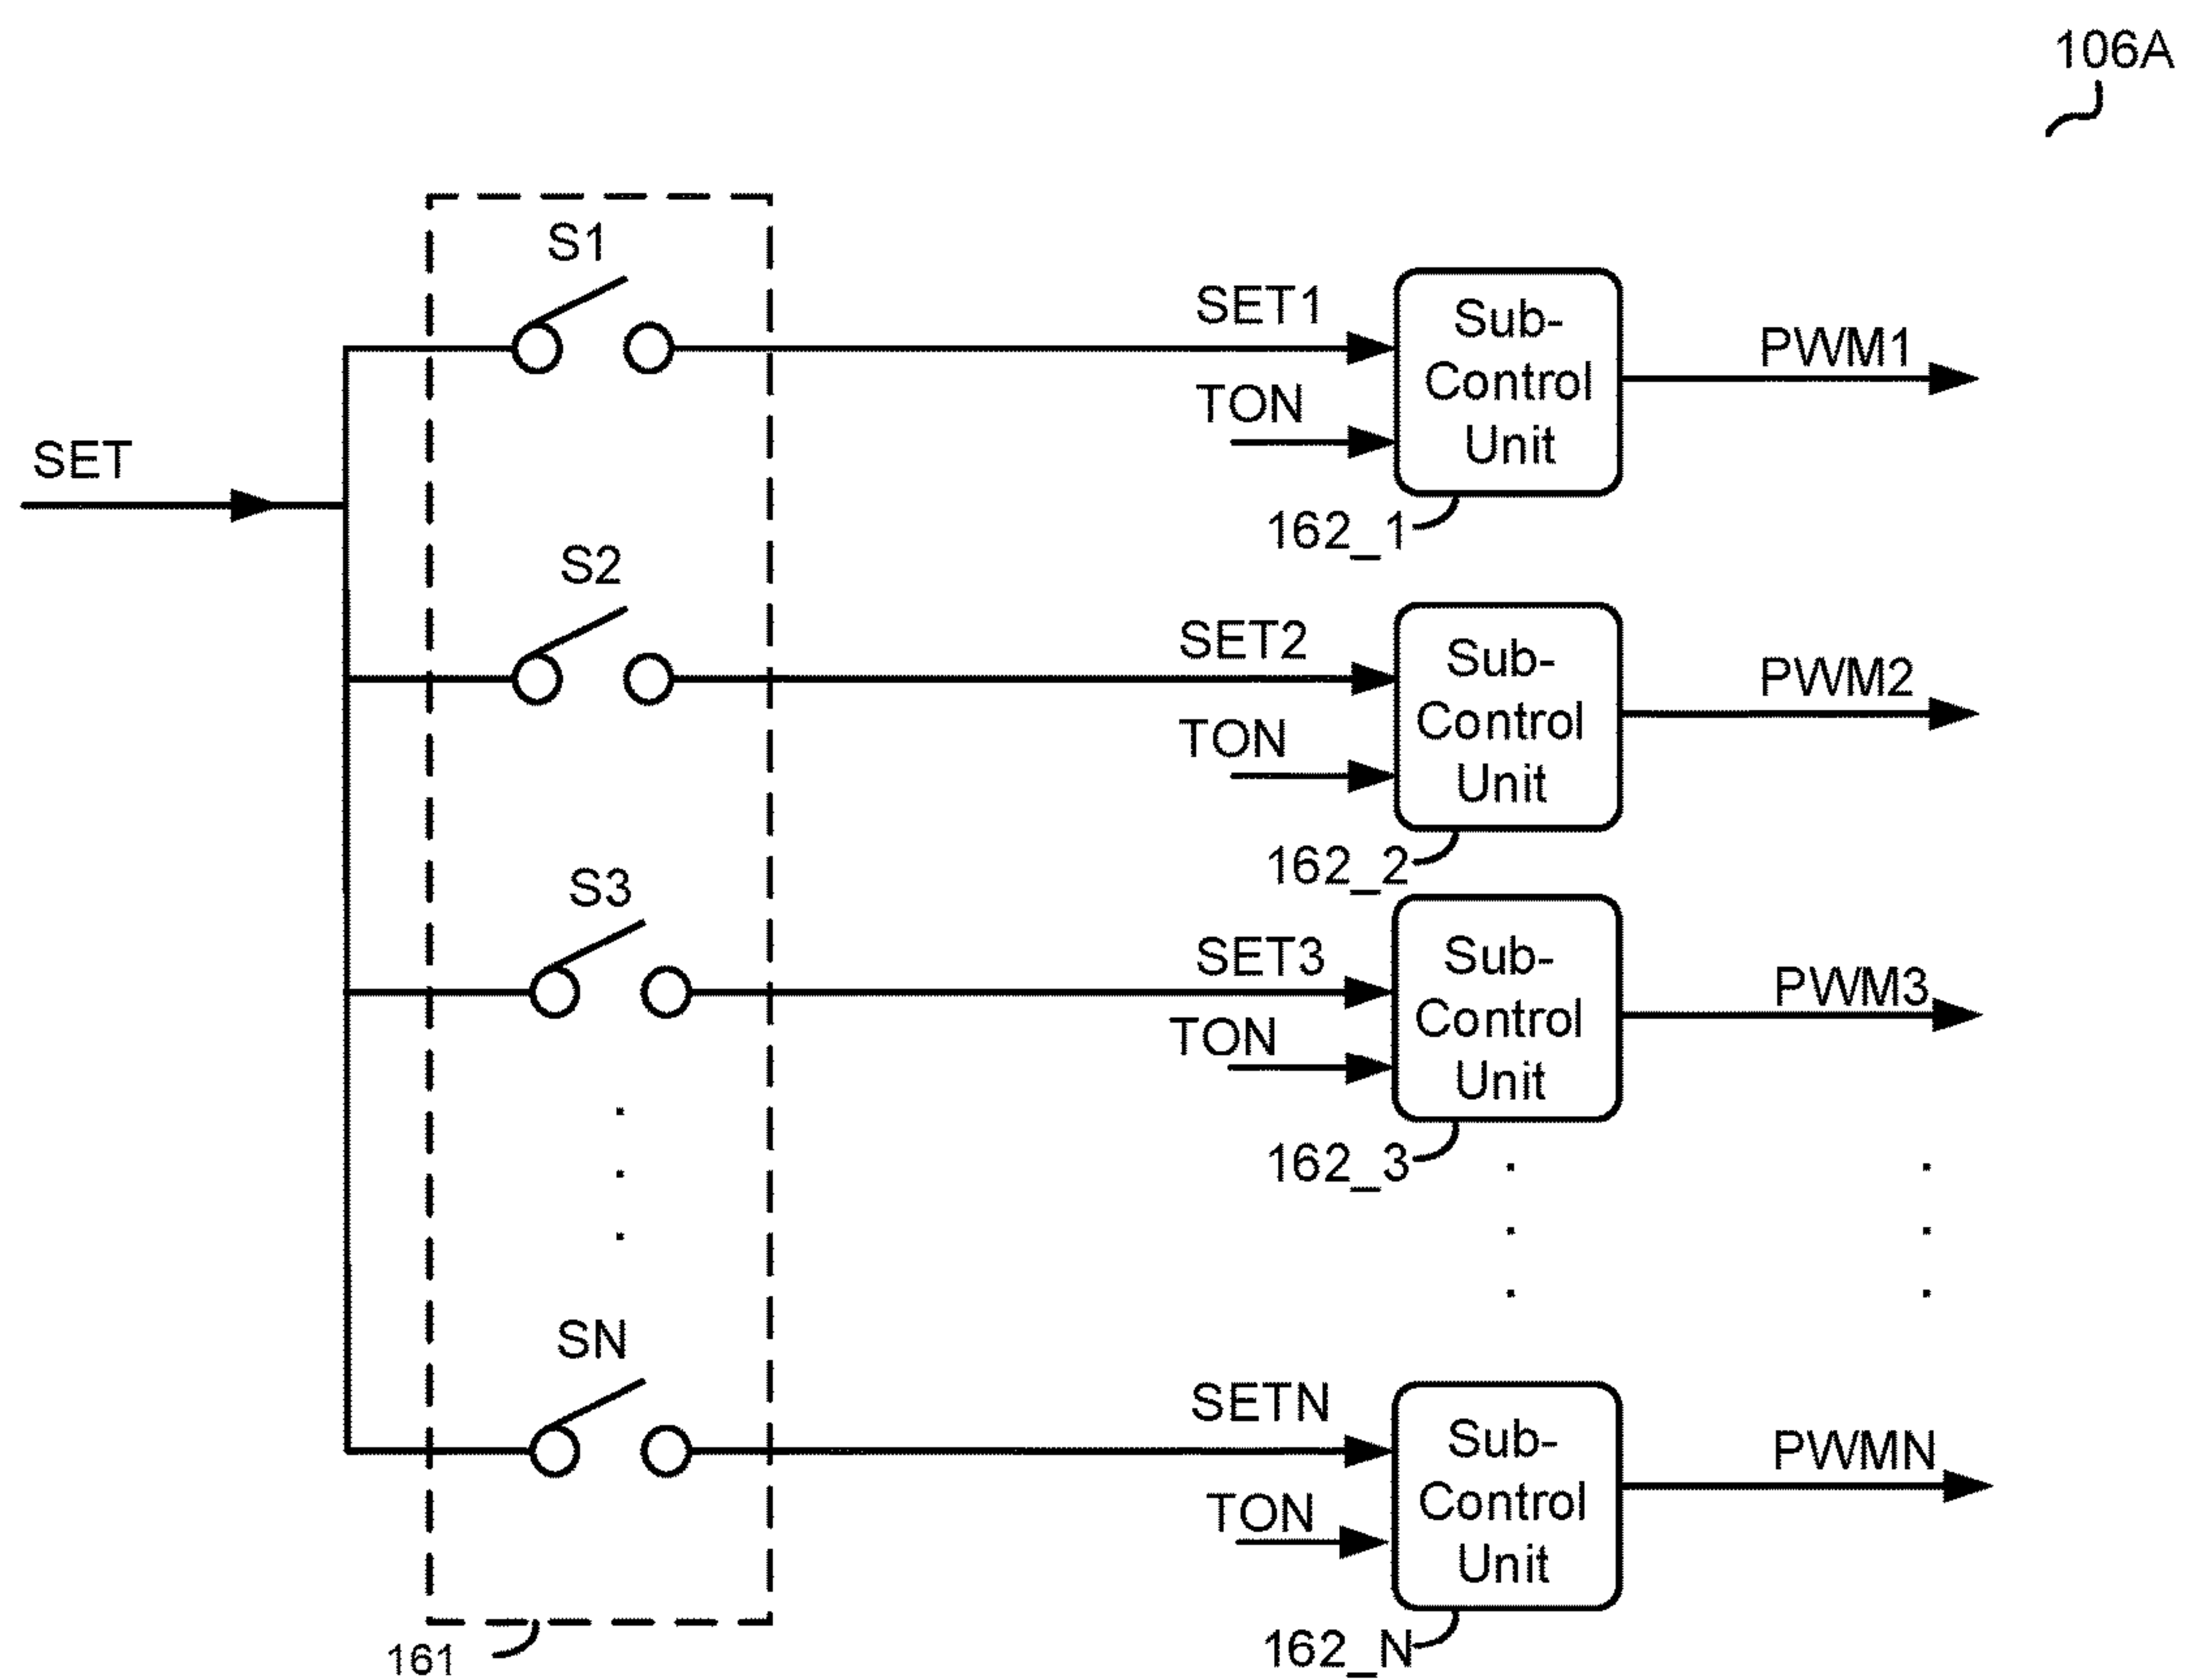 106A
S1
SET1
Sub-
Control
Unit
PWM1
TON
SET
162_1
S2
SET2
Sub-
Control
Unit
PWM2
TON
162_2
S3
SET3
Sub-
Control
Unit
PWM3
TON
162_3
SN
SETN
Sub-
Control
Unit
PWMN
TON
161
162_N